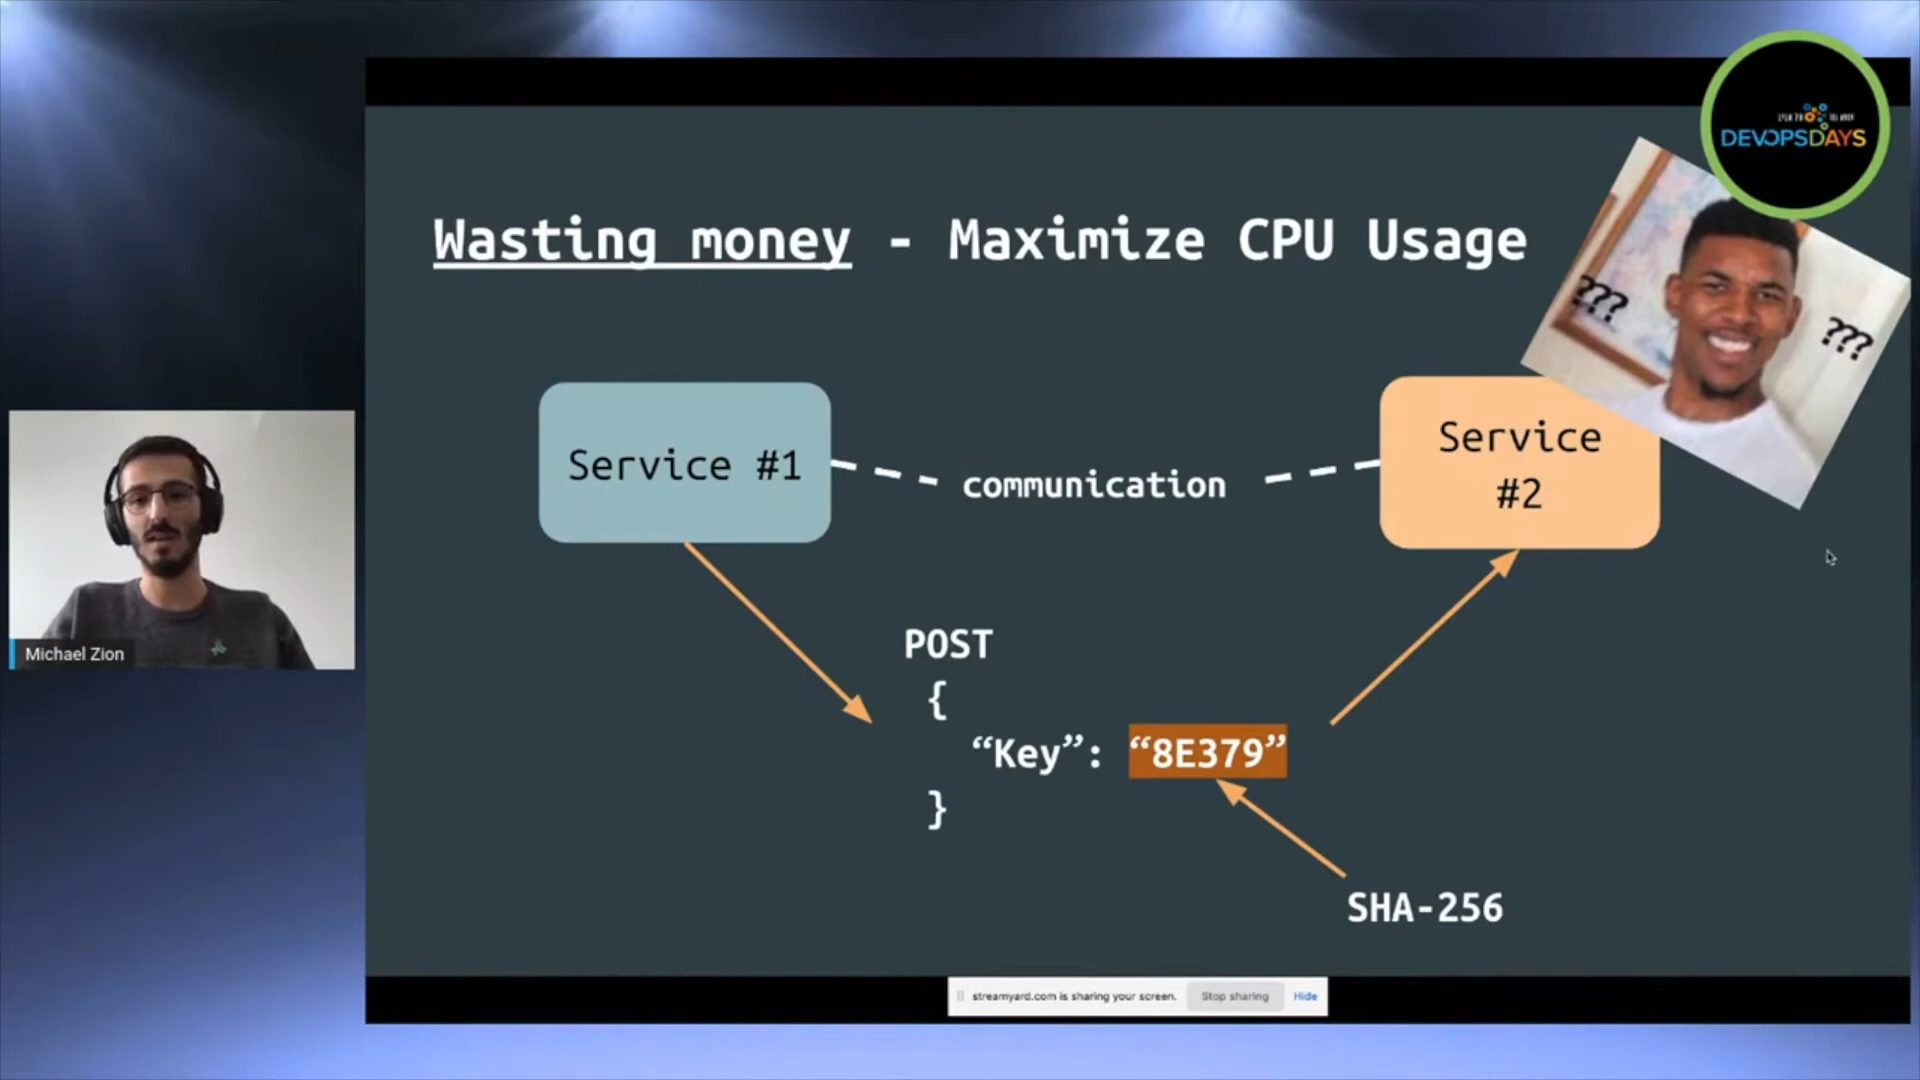 DEVOPSDAYS
Wasting money - Maximize CPU Usage
???
???
Service #1
communication
Service
#2
POST
{
“Key”: “8E379”
}
SHA-256
Michael Zion
streamyard.com is sharing your screen. Stop sharing Hide